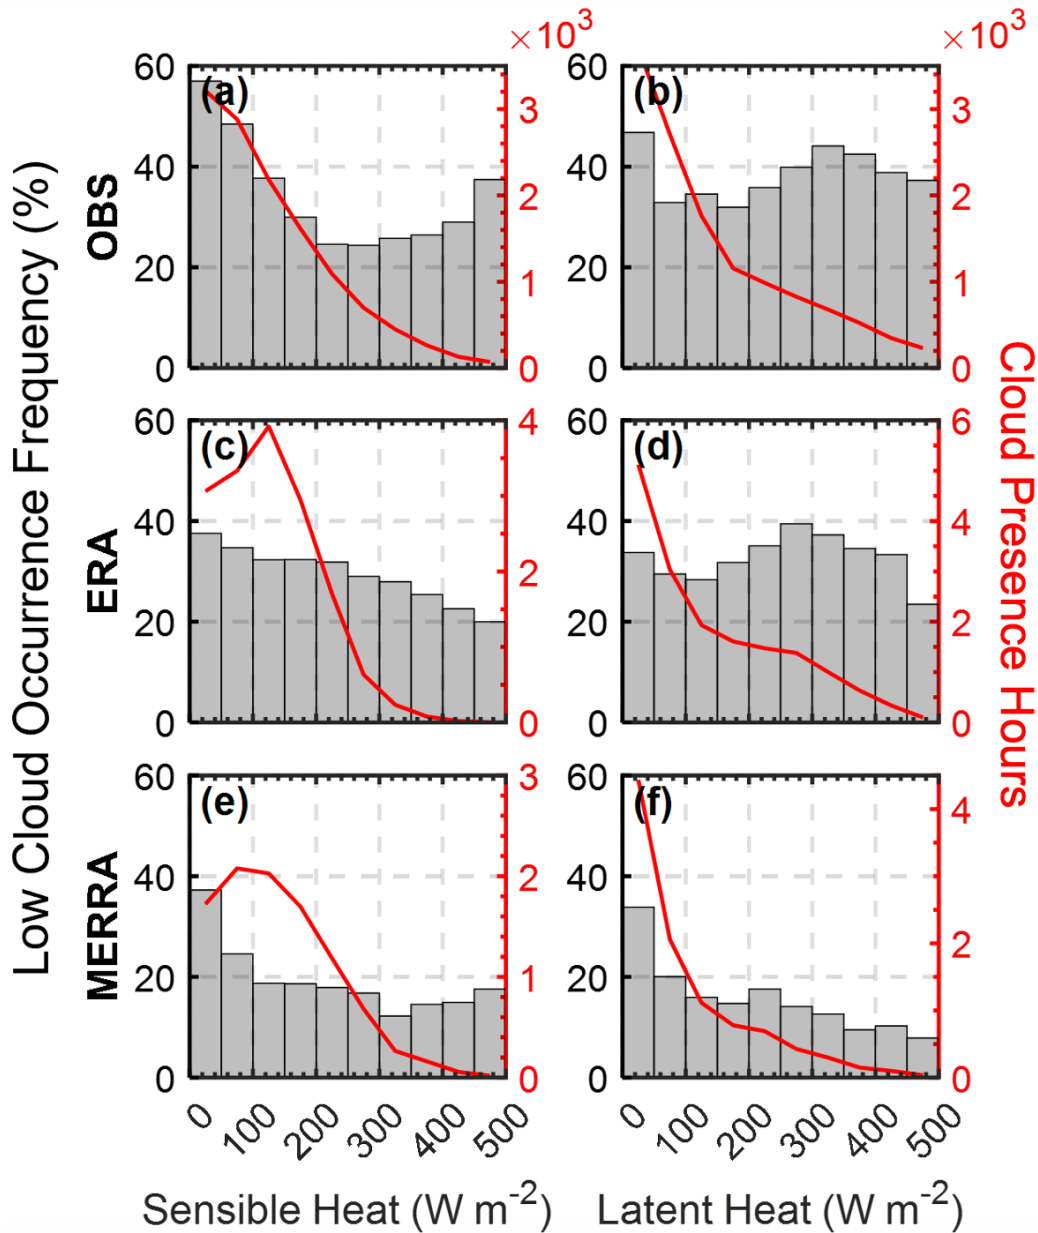 ×10³ ×10³
60 (a) 3 60 (b) 3
40 2 40 2
20 1 20 1
0 0 0 0
OBS
60 (c) 4 60 (d) 6
40 2 40 4
20 20 2
0 0 0 0
ERA
60 (e) 3 60 (f) 4
40 2 40 2
20 1 20
0 0 0 0
MERRA
0 100 200 300 400 500 0 100 200 300 400 500
Sensible Heat (W m⁻²) Latent Heat (W m⁻²)
Low Cloud Occurrence Frequency (%)
Cloud Presence Hours